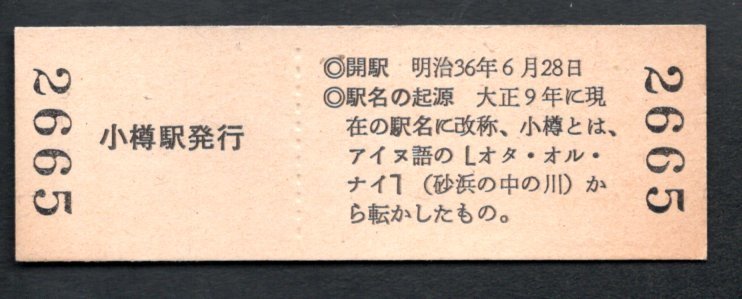 2665
小樽駅発行
◎開駅 明治36年6月28日
◎駅名の起源 大正9年に現
在の駅名に改称、小樽とは、
アイヌ語の「オタ・オル・
ナイ」(砂浜の中の川)か
ら転かしたもの。
2665